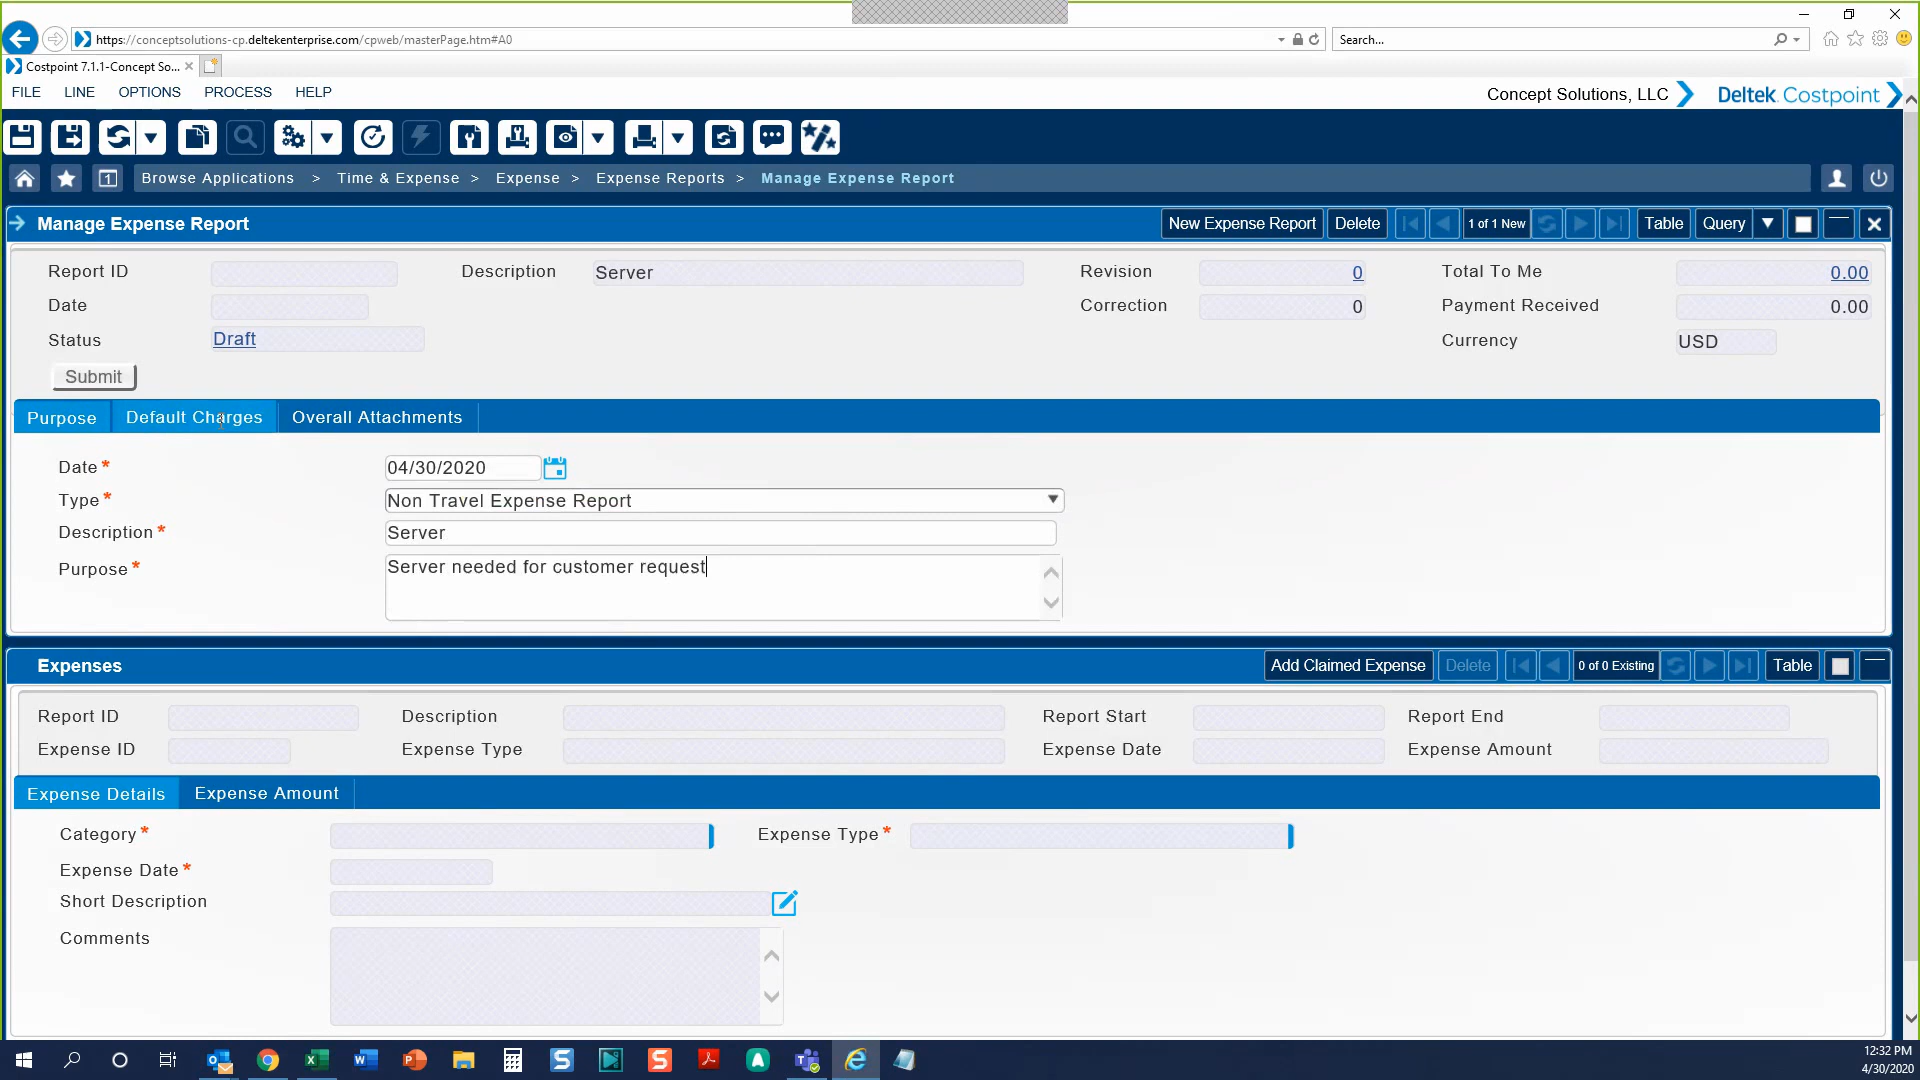 https://conceptsolutions-cp.deltekenterprise.com/cpweb/masterPage.htm#A0
Search...
Costpoint 7.1.1-Concept So...
FILE LINE OPTIONS PROCESS HELP
Concept Solutions, LLC
Deltek Costpoint
1 Browse Applications > Time & Expense > Expense > Expense Reports > Manage Expense Report
Manage Expense Report New Expense Report Delete 1 of 1 New Table Query
Report ID Description Server Revision 0 Total To Me 0.00
Date Correction 0 Payment Received 0.00
Status Draft Currency USD
Submit
Purpose Default Charges Overall Attachments
Date * 04/30/2020
Type * Non Travel Expense Report
Description * Server
Purpose * Server needed for customer request
Expenses Add Claimed Expense Delete 0 of 0 Existing Table
Report ID Description Report Start Report End
Expense ID Expense Type Expense Date Expense Amount
Expense Details Expense Amount
Category * Expense Type *
Expense Date *
Short Description
Comments
12:32 PM
4/30/2020